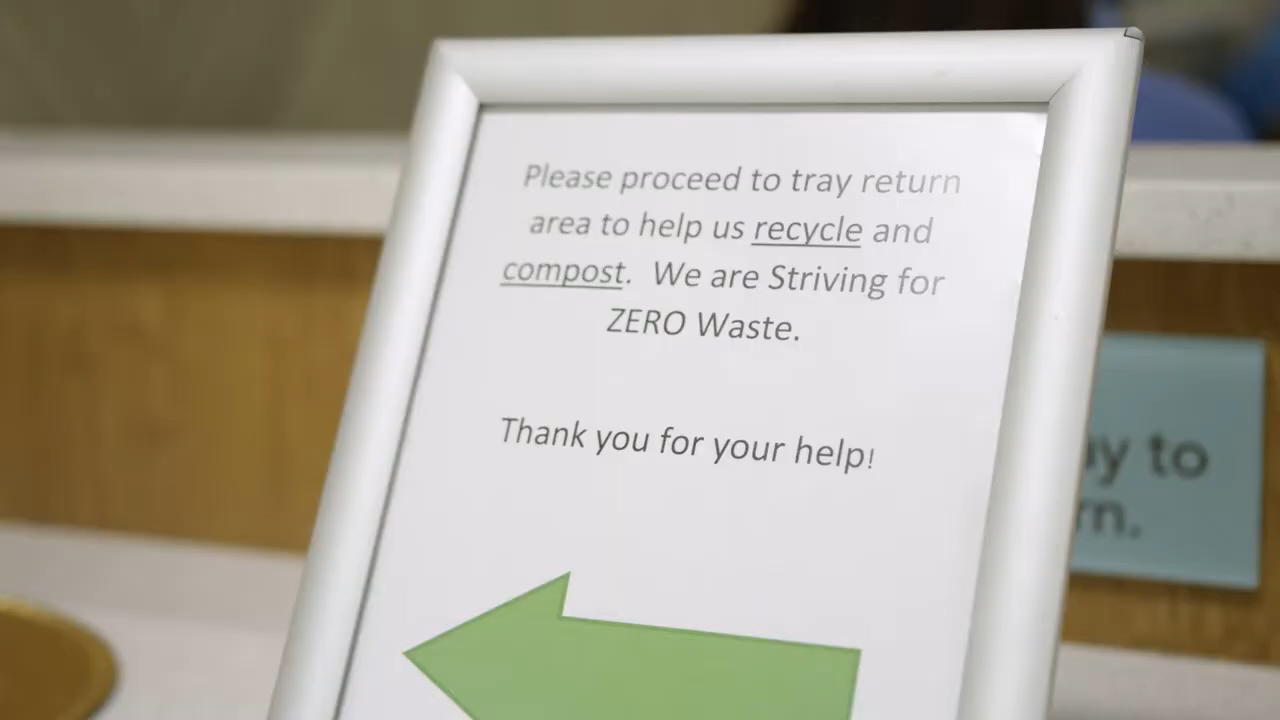 Please proceed to tray return
area to help us recycle and
compost. We are Striving for
ZERO Waste.
Thank you for your help!
to